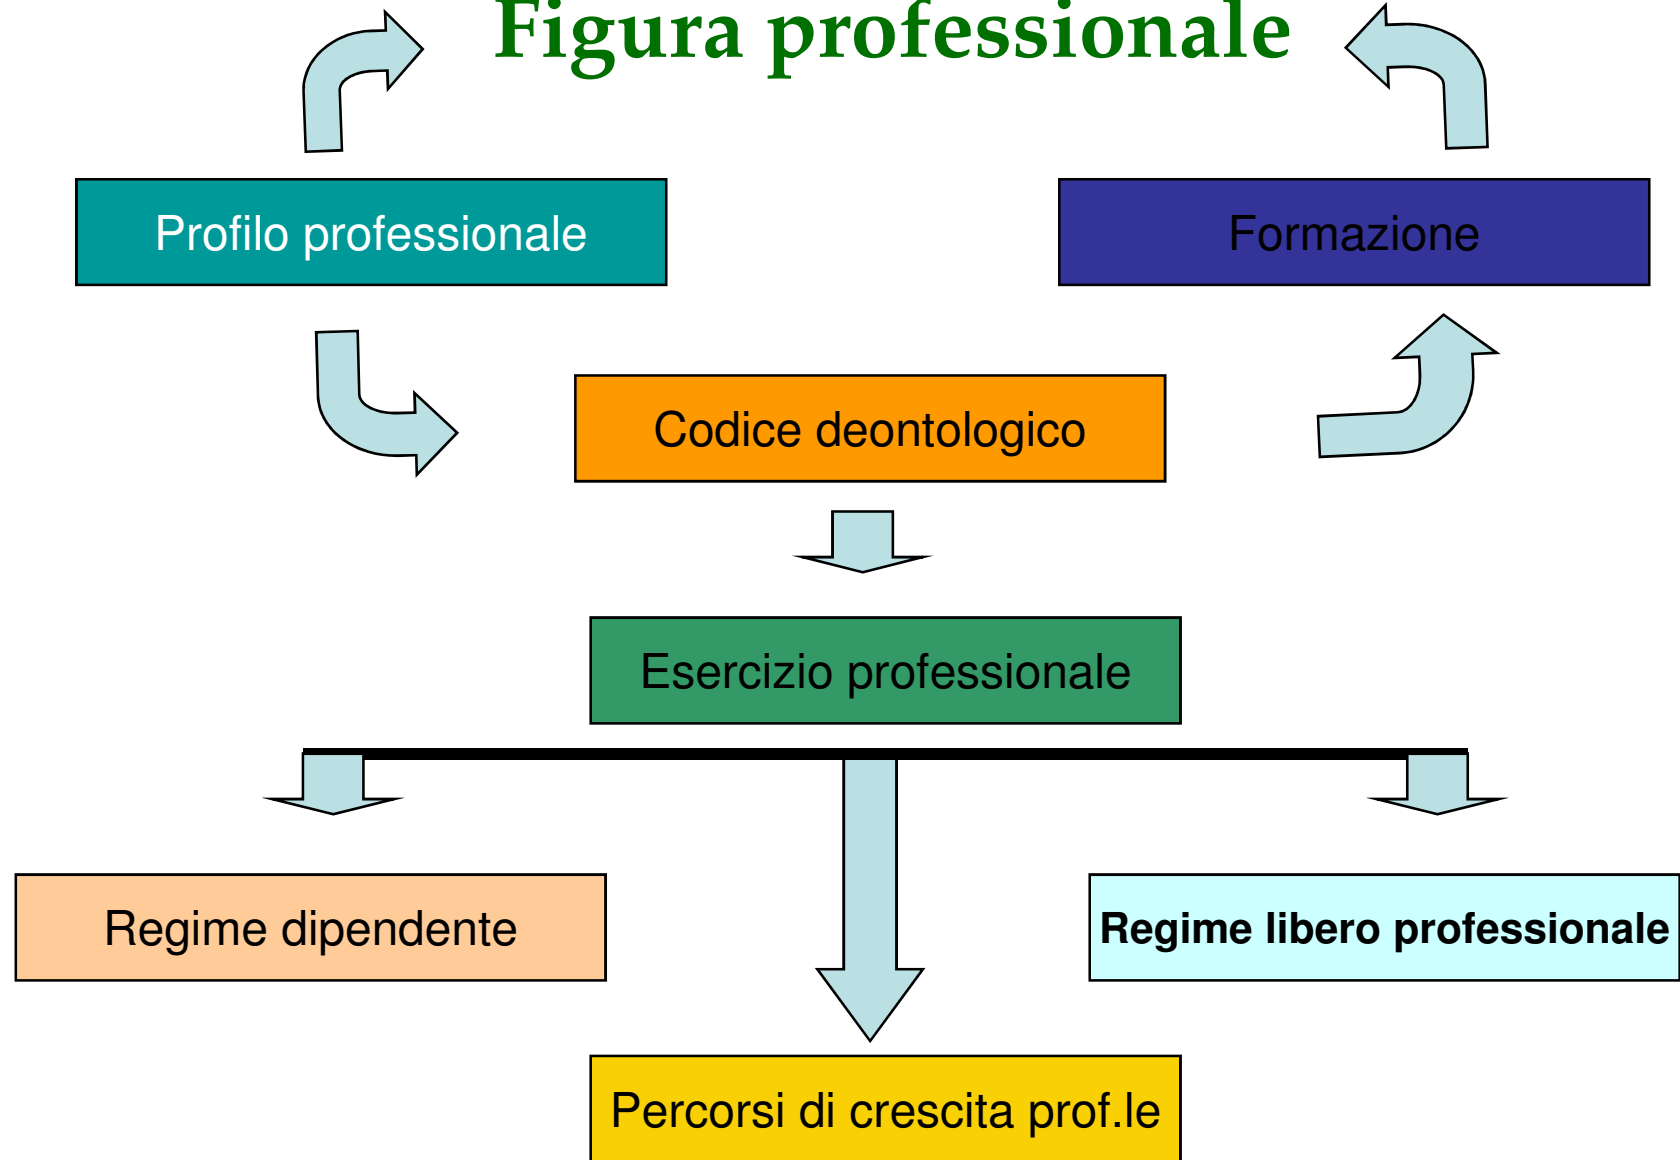 Figura professionale
Profilo professionale
Formazione
Codice deontologico
Esercizio professionale
Regime dipendente
Regime libero professionale
Percorsi di crescita prof.le